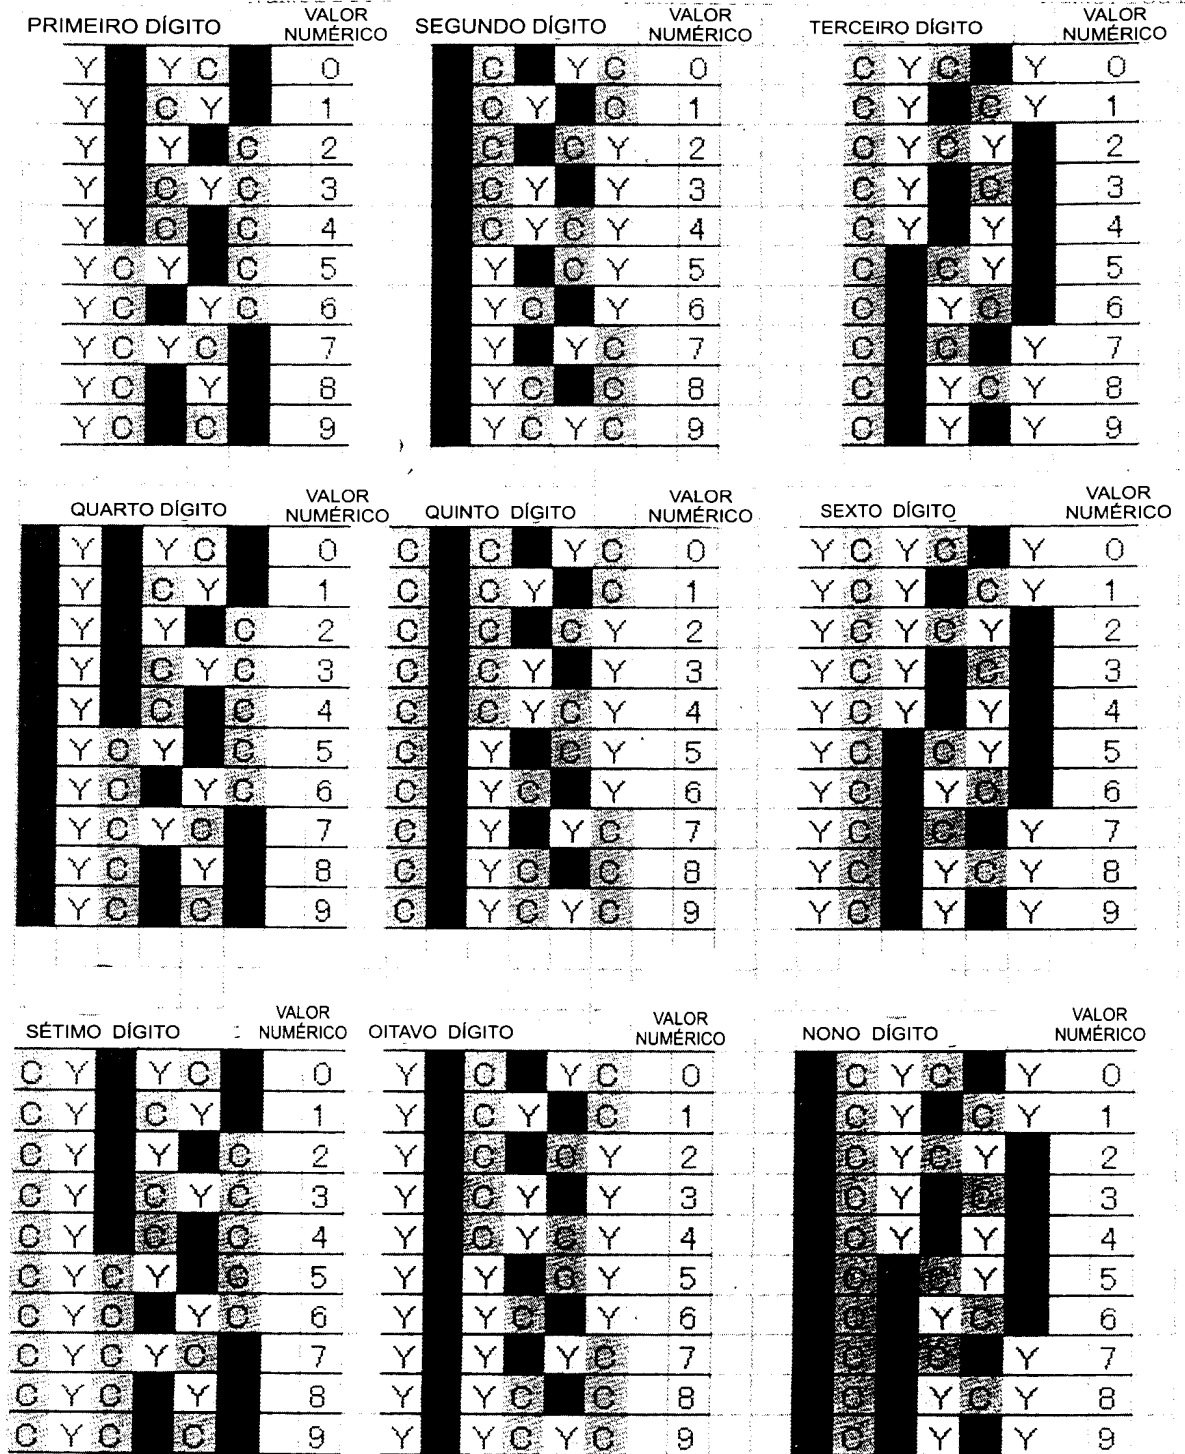 PRIMEIRO DÍGITO VALOR NUMÉRICO
Y Y C 0
Y C Y 1
Y Y C 2
Y C Y C 3
Y C C 4
Y C Y C 5
Y C Y C 6
Y C Y C 7
Y C Y 8
Y C C 9
SEGUNDO DÍGITO VALOR NUMÉRICO
C Y C 0
C Y C 1
C C Y 2
C Y Y 3
C Y C Y 4
Y C Y 5
Y C Y 6
Y Y C 7
Y C C 8
Y C Y C 9
TERCEIRO DÍGITO VALOR NUMÉRICO
C Y C Y 0
C Y C Y 1
C Y C Y 2
C Y C 3
C Y Y 4
C C Y 5
C Y C 6
C C Y 7
C Y C Y 8
C Y Y 9
QUARTO DÍGITO VALOR NUMÉRICO
Y Y C 0
Y C Y 1
Y Y C 2
Y C Y C 3
Y C C 4
Y C Y C 5
Y C Y C 6
Y C Y C 7
Y C Y 8
Y C C 9
QUINTO DÍGITO VALOR NUMÉRICO
C C Y C 0
C C Y C 1
C C C Y 2
C C Y Y 3
C C Y C Y 4
C Y C Y 5
C Y C Y 6
C Y Y C 7
C Y C C 8
C Y C Y C 9
SEXTO DÍGITO VALOR NUMÉRICO
Y C Y C Y 0
Y C Y C Y 1
Y C Y C Y 2
Y C Y C 3
Y C Y Y 4
Y C C Y 5
Y C Y C 6
Y C C Y 7
Y C Y C Y 8
Y C Y Y 9
SÉTIMO DÍGITO VALOR NUMÉRICO
C Y Y C 0
C Y C Y 1
C Y Y C 2
C Y C Y C 3
C Y C C 4
C Y C Y C 5
C Y C Y C 6
C Y C Y C 7
C Y C Y 8
C Y C C 9
OITAVO DÍGITO VALOR NUMÉRICO
Y C Y C 0
Y C Y C 1
Y C C Y 2
Y C Y Y 3
Y C Y C Y 4
Y Y C Y 5
Y Y C Y 6
Y Y Y C 7
Y Y C C 8
Y Y C Y C 9
NONO DÍGITO VALOR NUMÉRICO
C Y C Y 0
C Y C Y 1
C Y C Y 2
C Y C 3
C Y Y 4
C C Y 5
C Y C 6
C C Y 7
C Y C Y 8
C Y Y 9